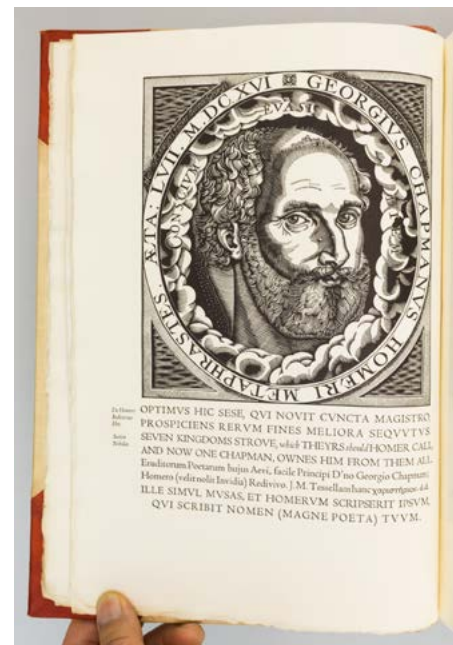 GEORGIVS CHAPMANVS HOMERI METAPHRASTES. ÆTA: LVII. M.DC.XVI
EVASI
OPTIMVS HIC SESE, QVI NOVIT CVNCTA MAGISTRO
PROSPICIENS RERVM FINES MELIORA SEQVVTVS
SEVEN KINGDOMS STROVE, which THEYRS should HOMER CALL,
AND NOW ONE CHAPMAN, OWNES HIM FROM THEM ALL
Eruditorum Poetarum hujus Aevi, facile Principi D'no Georgio Chapman;
Homero (velit nolit Invidia) Redivivo. J. M. Tessellam hanc χαριστήριον dd
ILLE SIMVL MVSAS, ET HOMERVM SCRIPSERIT IPSVM,
QVI SCRIBIT NOMEN (MAGNE POETA) TVVM.